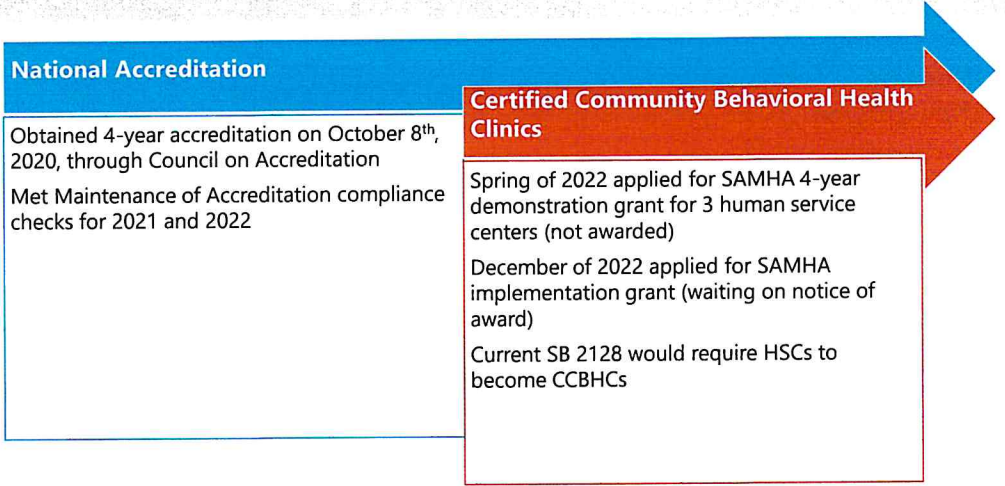 National Accreditation
Obtained 4-year accreditation on October 8th,
2020, through Council on Accreditation
Met Maintenance of Accreditation compliance
checks for 2021 and 2022
Certified Community Behavioral Health
Clinics
Spring of 2022 applied for SAMHA 4-year
demonstration grant for 3 human service
centers (not awarded)
December of 2022 applied for SAMHA
implementation grant (waiting on notice of
award)
Current SB 2128 would require HSCs to
become CCBHCs